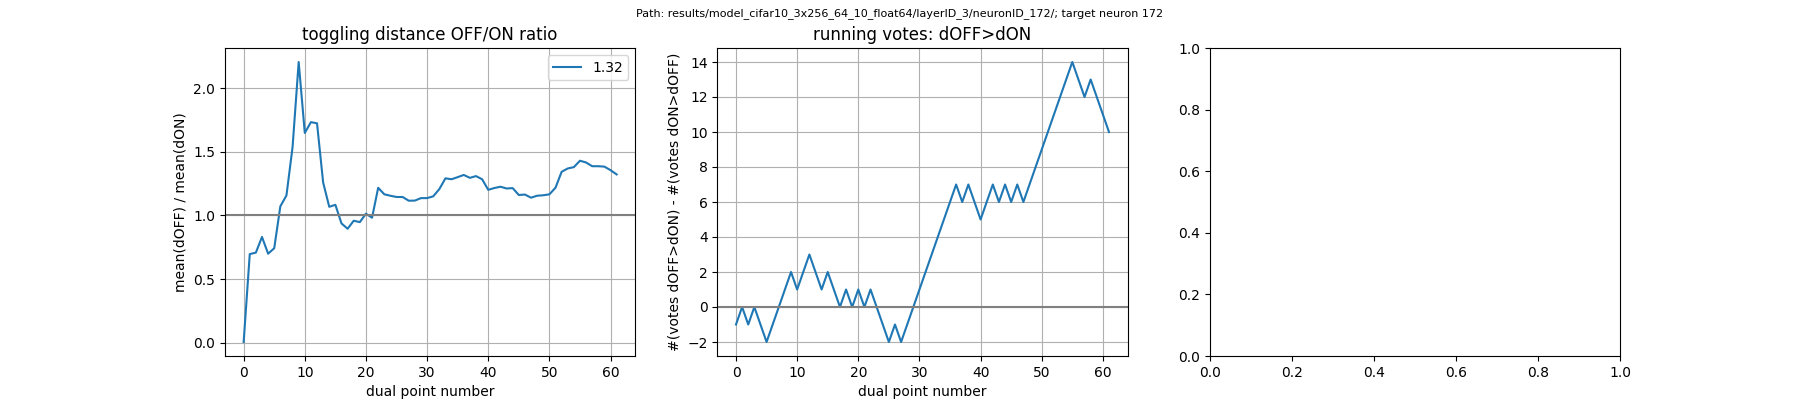 Path: results/model_cifar10_3x256_64_10_float64/layerID_3/neuronID_172/; target neuron 172
toggling distance OFF/ON ratio
mean(dOFF) / mean(dON)
2.0
1.5
1.0
0.5
0.0
1.32
0 10 20 30 40 50 60
dual point number
running votes: dOFF>dON
#(votes dOFF>dON) - #(votes dON>dOFF)
14
12
10
8
6
4
2
0
−2
0 10 20 30 40 50 60
dual point number
1.0
0.8
0.6
0.4
0.2
0.0
0.0 0.2 0.4 0.6 0.8 1.0